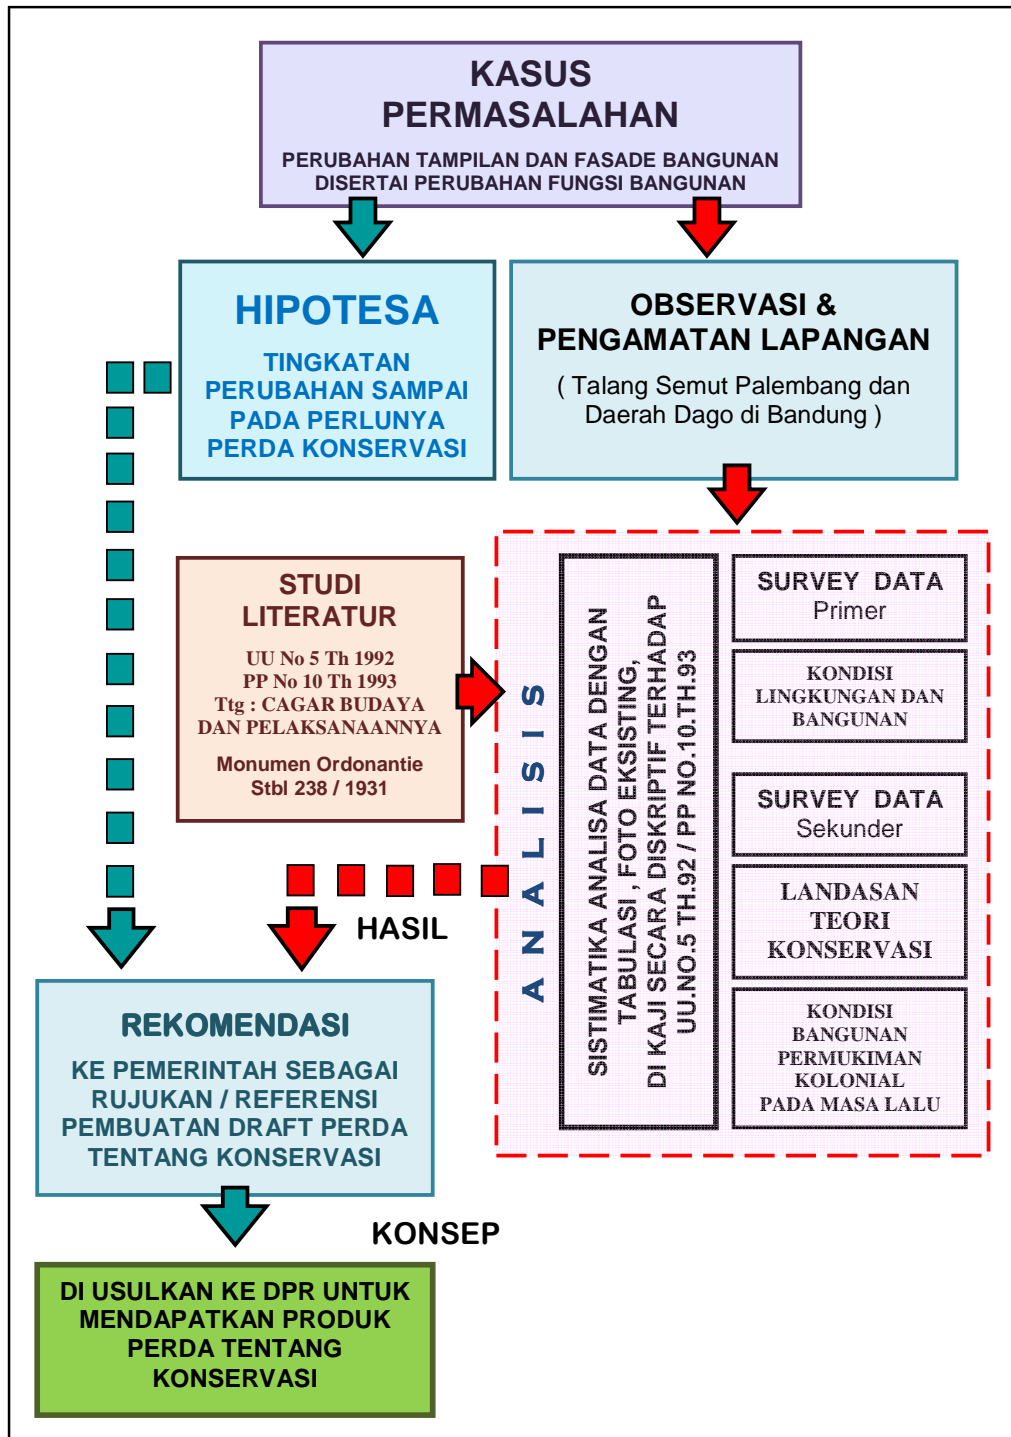 KASUS
PERMASALAHAN
PERUBAHAN TAMPILAN DAN FASADE BANGUNAN
DISERTAI PERUBAHAN FUNGSI BANGUNAN
HIPOTESA
TINGKATAN
PERUBAHAN SAMPAI
PADA PERLUNYA
PERDA KONSERVASI
OBSERVASI &
PENGAMATAN LAPANGAN
( Talang Semut Palembang dan
Daerah Dago di Bandung )
STUDI
LITERATUR
UU No 5 Th 1992
PP No 10 Th 1993
Ttg : CAGAR BUDAYA
DAN PELAKSANAANNYA
Monumen Ordonantie
Stbl 238 / 1931
ANALISIS
SISTIMATIKA ANALISA DATA DENGAN
TABULASI , FOTO EKSISTING,
DI KAJI SECARA DISKRIPTIF TERHADAP
UU.NO.5 TH.92 / PP NO.10.TH.93
SURVEY DATA
Primer
KONDISI
LINGKUNGAN DAN
BANGUNAN
SURVEY DATA
Sekunder
LANDASAN
TEORI
KONSERVASI
KONDISI
BANGUNAN
PERMUKIMAN
KOLONIAL
PADA MASA LALU
HASIL
REKOMENDASI
KE PEMERINTAH SEBAGAI
RUJUKAN / REFERENSI
PEMBUATAN DRAFT PERDA
TENTANG KONSERVASI
KONSEP
DI USULKAN KE DPR UNTUK
MENDAPATKAN PRODUK
PERDA TENTANG
KONSERVASI